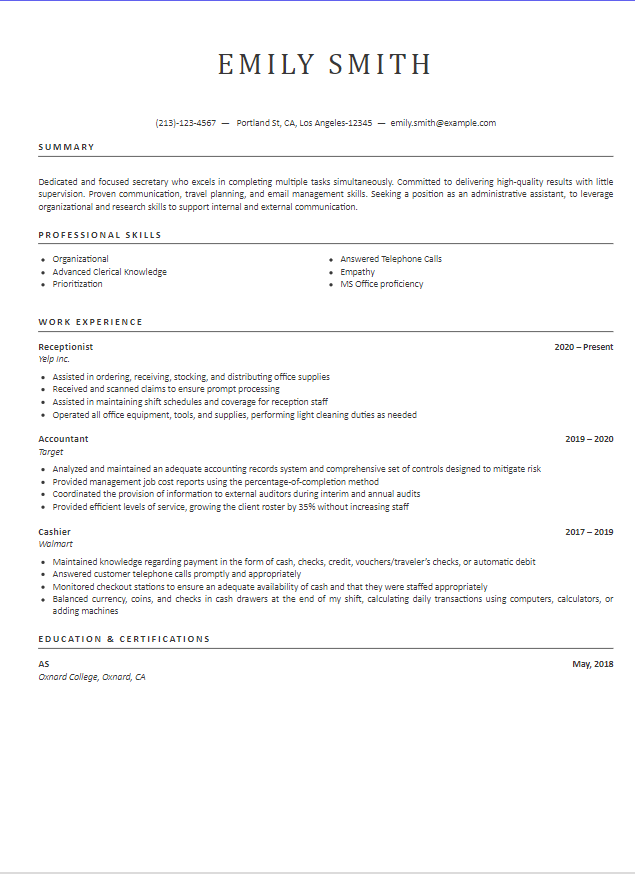 EMILY SMITH
(213)-123-4567 — Portland St, CA, Los Angeles-12345 — emily.smith@example.com
SUMMARY
Dedicated and focused secretary who excels in completing multiple tasks simultaneously. Committed to delivering high-quality results with little
supervision. Proven communication, travel planning, and email management skills. Seeking a position as an administrative assistant, to leverage
organizational and research skills to support internal and external communication.
PROFESSIONAL SKILLS
• Organizational
• Advanced Clerical Knowledge
• Prioritization
• Answered Telephone Calls
• Empathy
• MS Office proficiency
WORK EXPERIENCE
Receptionist 2020 – Present
Yelp Inc.
• Assisted in ordering, receiving, stocking, and distributing office supplies
• Received and scanned claims to ensure prompt processing
• Assisted in maintaining shift schedules and coverage for reception staff
• Operated all office equipment, tools, and supplies, performing light cleaning duties as needed
Accountant 2019 – 2020
Target
• Analyzed and maintained an adequate accounting records system and comprehensive set of controls designed to mitigate risk
• Provided management job cost reports using the percentage-of-completion method
• Coordinated the provision of information to external auditors during interim and annual audits
• Provided efficient levels of service, growing the client roster by 35% without increasing staff
Cashier 2017 – 2019
Walmart
• Maintained knowledge regarding payment in the form of cash, checks, credit, vouchers/traveler's checks, or automatic debit
• Answered customer telephone calls promptly and appropriately
• Monitored checkout stations to ensure an adequate availability of cash and that they were staffed appropriately
• Balanced currency, coins, and checks in cash drawers at the end of my shift, calculating daily transactions using computers, calculators, or
adding machines
EDUCATION & CERTIFICATIONS
AS May, 2018
Oxnard College, Oxnard, CA